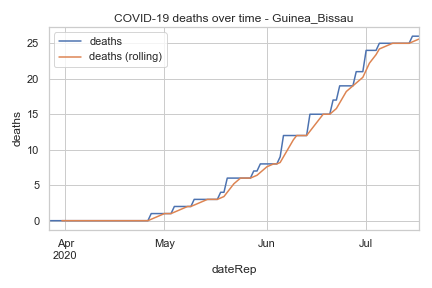 COVID-19 deaths over time - Guinea_Bissau
deaths
deaths (rolling)
25
20
15
10
5
0
deaths
Apr
2020
May
Jun
Jul
dateRep